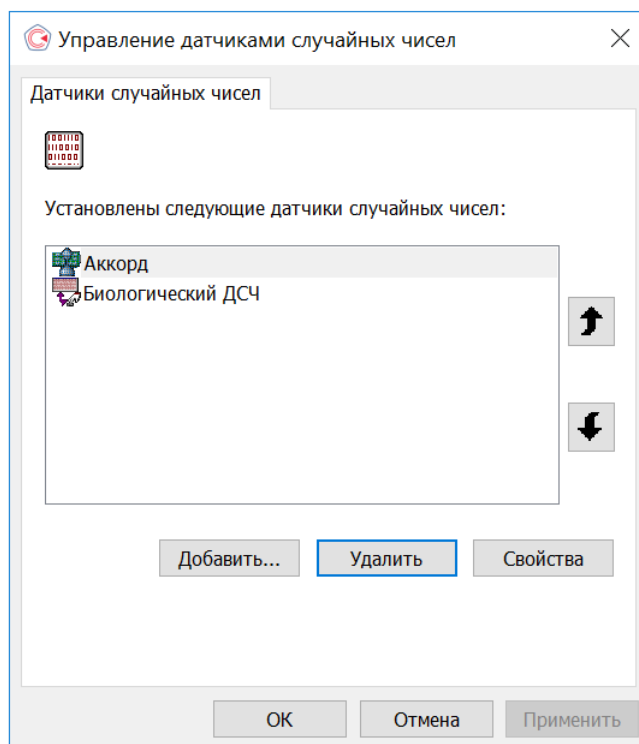 Управление датчиками случайных чисел
Датчики случайных чисел
Установлены следующие датчики случайных чисел:
Аккорд
Биологический ДСЧ
Добавить...
Удалить
Свойства
ОК
Отмена
Применить